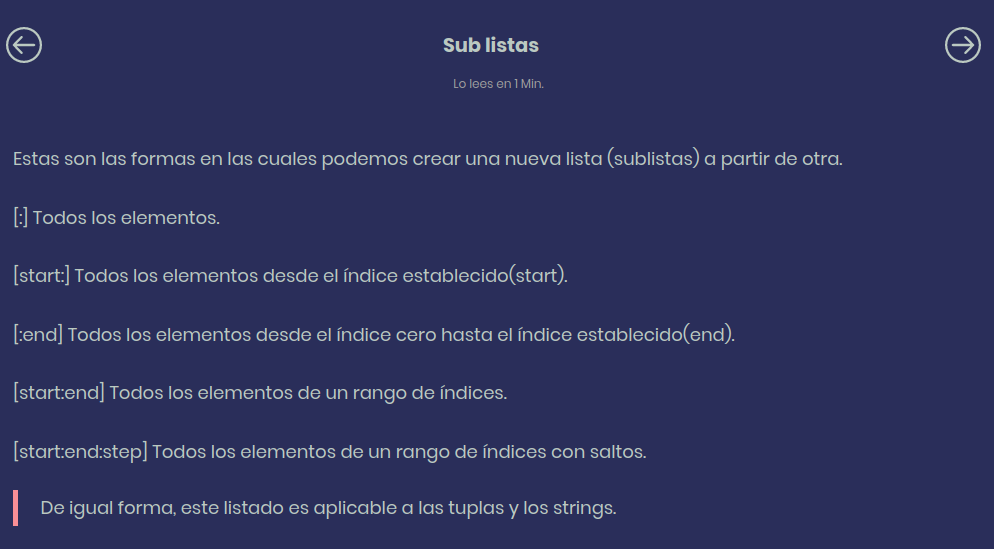 Sub listas
Lo lees en 1 Min.
Estas son las formas en las cuales podemos crear una nueva lista (sublistas) a partir de otra.
[:] Todos los elementos.
[start:] Todos los elementos desde el índice establecido(start).
[:end] Todos los elementos desde el índice cero hasta el índice establecido(end).
[start:end] Todos los elementos de un rango de índices.
[start:end:step] Todos los elementos de un rango de índices con saltos.
De igual forma, este listado es aplicable a las tuplas y los strings.